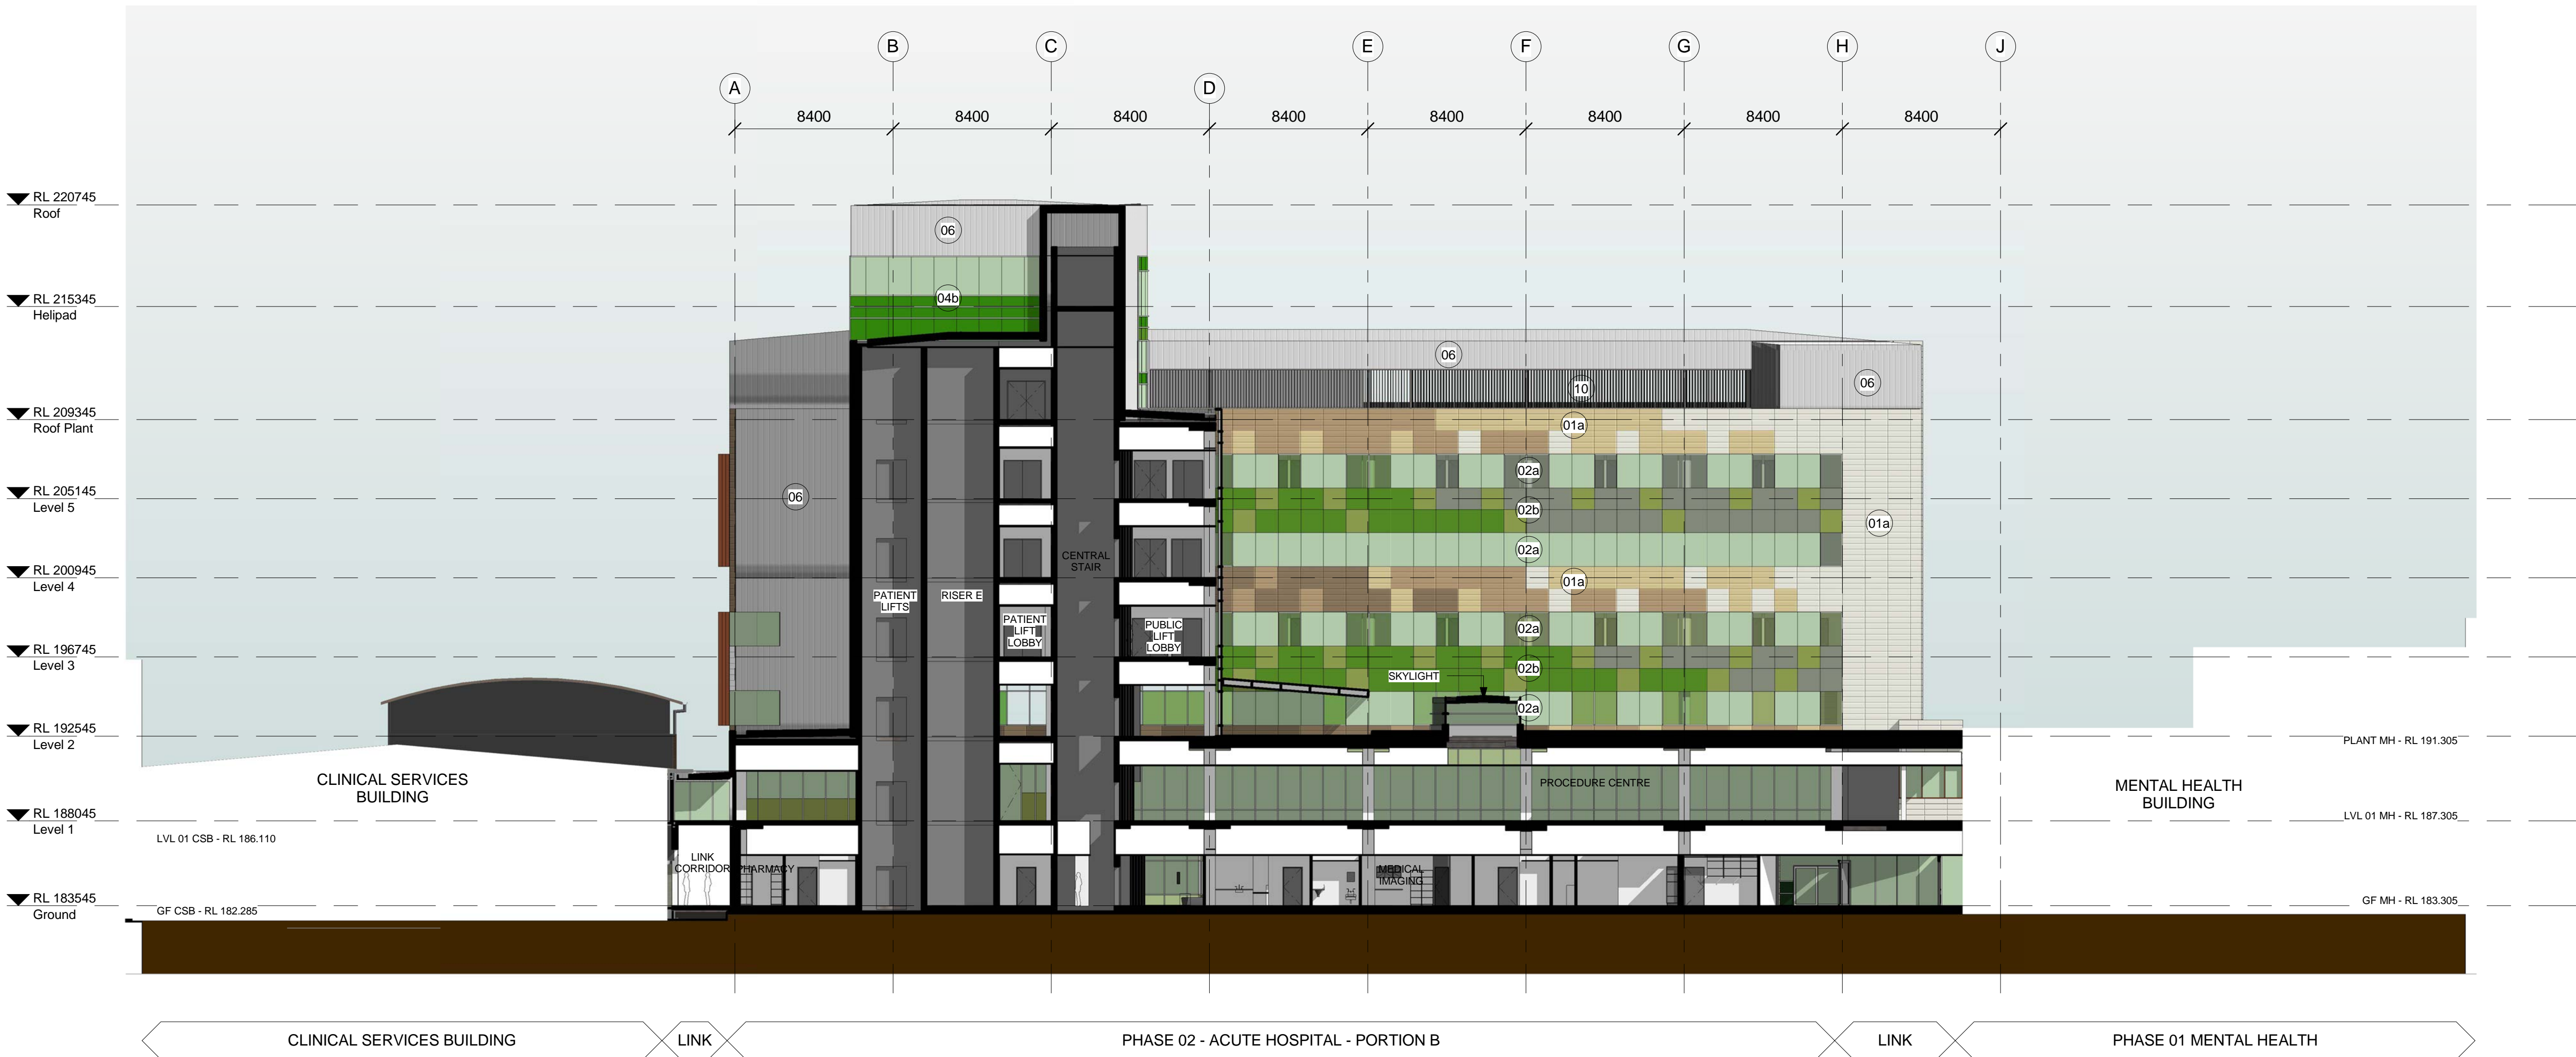 B
C
E
F
G
H
J
A
D
8400
8400
8400
8400
8400
8400
8400
8400
RL 220745
Roof
06
04b
RL 215345
Helipad
06
10
06
RL 209345
Roof Plant
01a
02a
RL 205145
Level 5
06
02b
01a
02a
CENTRAL
STAIR
RL 200945
Level 4
01a
PATIENT
LIFTS
RISER E
PATIENT
LIFT
LOBBY
PUBLIC
LIFT
LOBBY
02a
RL 196745
Level 3
02b
SKYLIGHT
02a
RL 192545
Level 2
PLANT MH - RL 191.305
CLINICAL SERVICES
BUILDING
PROCEDURE CENTRE
MENTAL HEALTH
BUILDING
RL 188045
Level 1
LVL 01 CSB - RL 186.110
LVL 01 MH - RL 187.305
LINK
CORRIDOR
PHARMACY
MEDICAL
IMAGING
RL 183545
Ground
GF CSB - RL 182.285
GF MH - RL 183.305
CLINICAL SERVICES BUILDING
LINK
PHASE 02 - ACUTE HOSPITAL - PORTION B
LINK
PHASE 01 MENTAL HEALTH